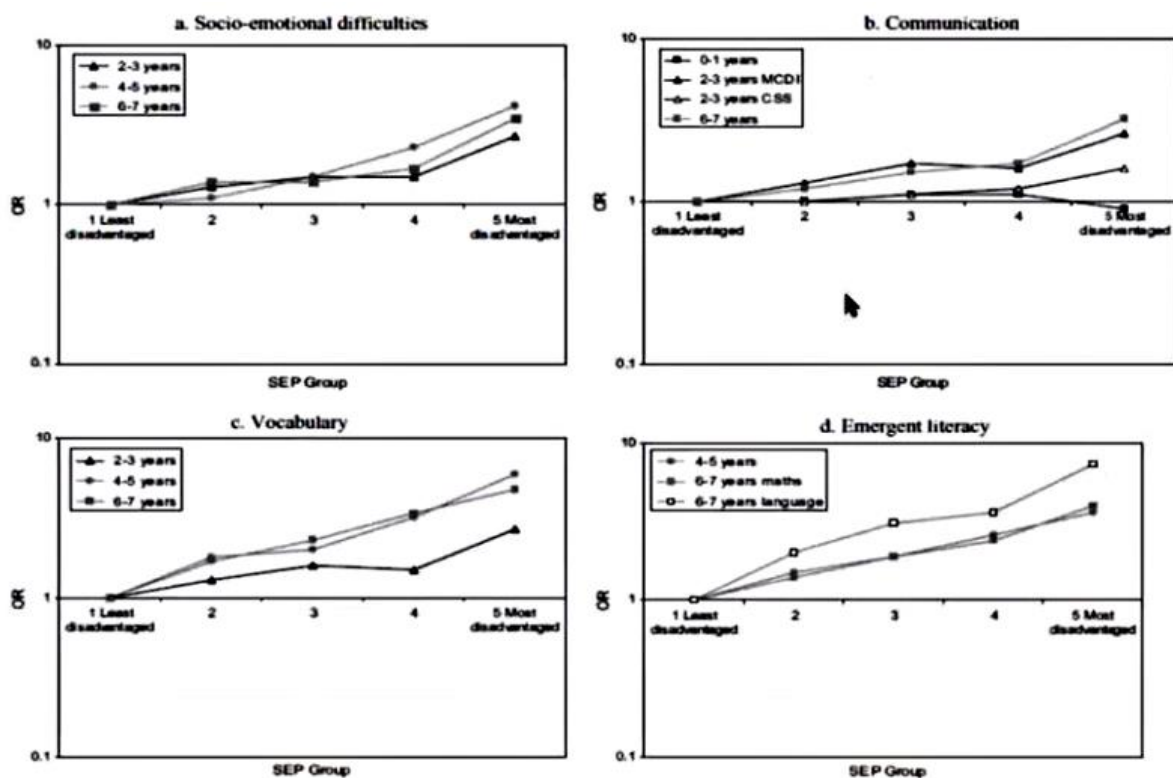 a. Socio-emotional difficulties
10
2-3 years
4-5 years
6-7 years
OR
1
1 Least disadvantaged
2
3
4
5 Most disadvantaged
0.1
SEP Group
b. Communication
10
0-1 years
2-3 years MCDI
2-3 years CSS
6-7 years
OR
1
1 Least disadvantaged
2
3
4
5 Most disadvantaged
0.1
SEP Group
c. Vocabulary
10
2-3 years
4-5 years
6-7 years
OR
1
1 Least disadvantaged
2
3
4
5 Most disadvantaged
0.1
SEP Group
d. Emergent literacy
10
4-5 years
6-7 years maths
6-7 years language
OR
1
1 Least disadvantaged
2
3
4
5 Most disadvantaged
0.1
SEP Group